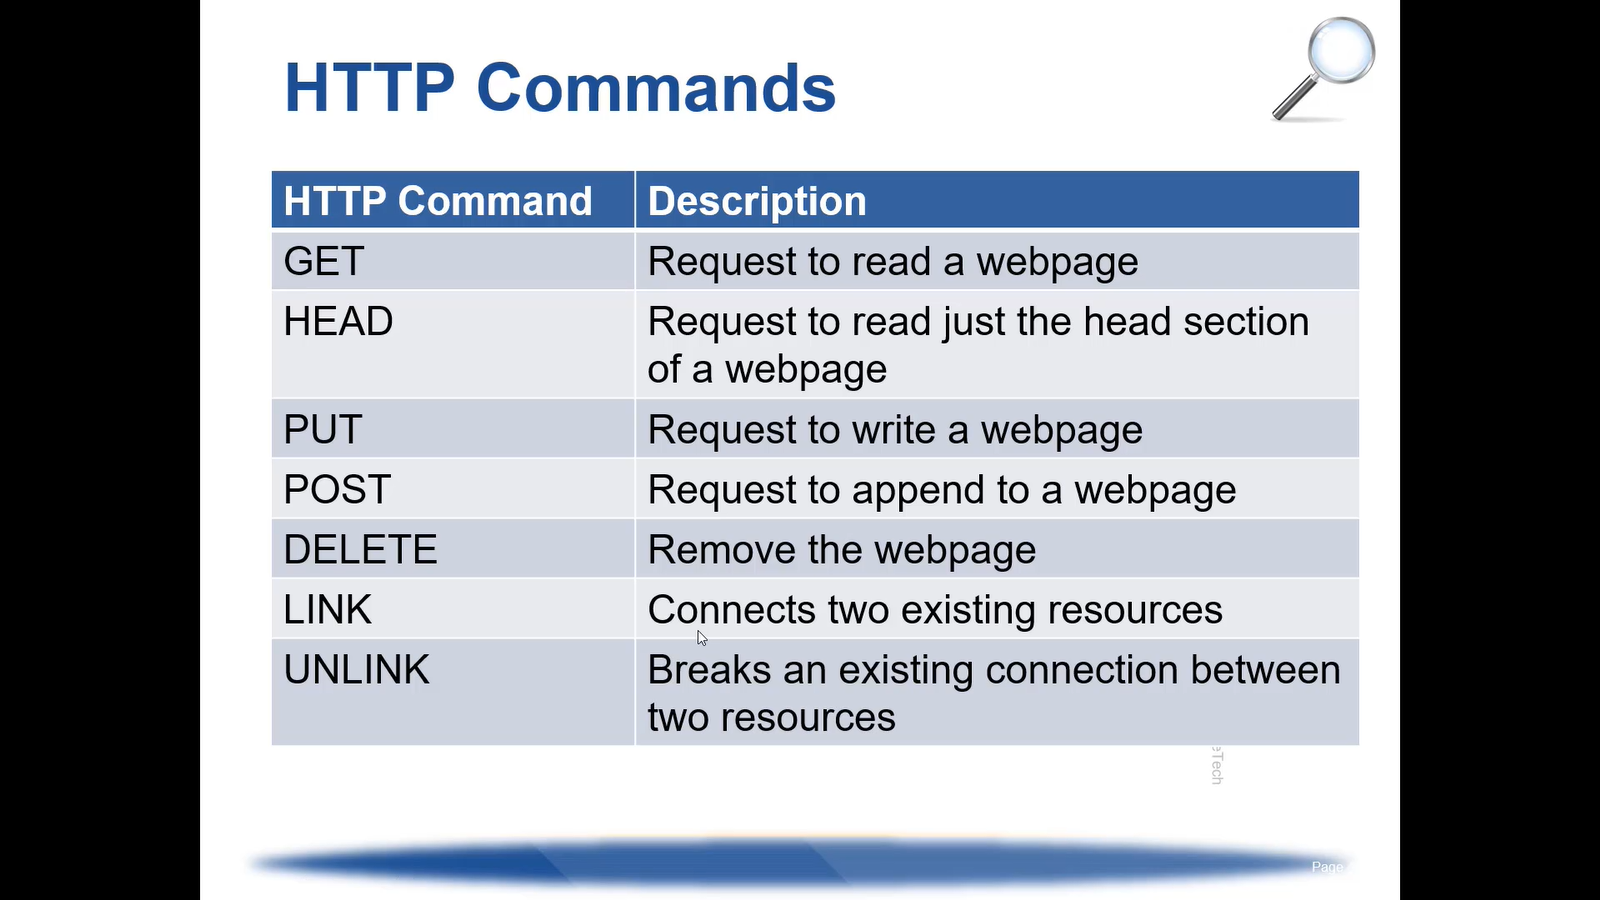 HTTP Commands
HTTP Command Description
GET Request to read a webpage
HEAD Request to read just the head section
of a webpage
PUT Request to write a webpage
POST Request to append to a webpage
DELETE Remove the webpage
LINK Connects two existing resources
UNLINK Breaks an existing connection between
two resources
eTech
Page